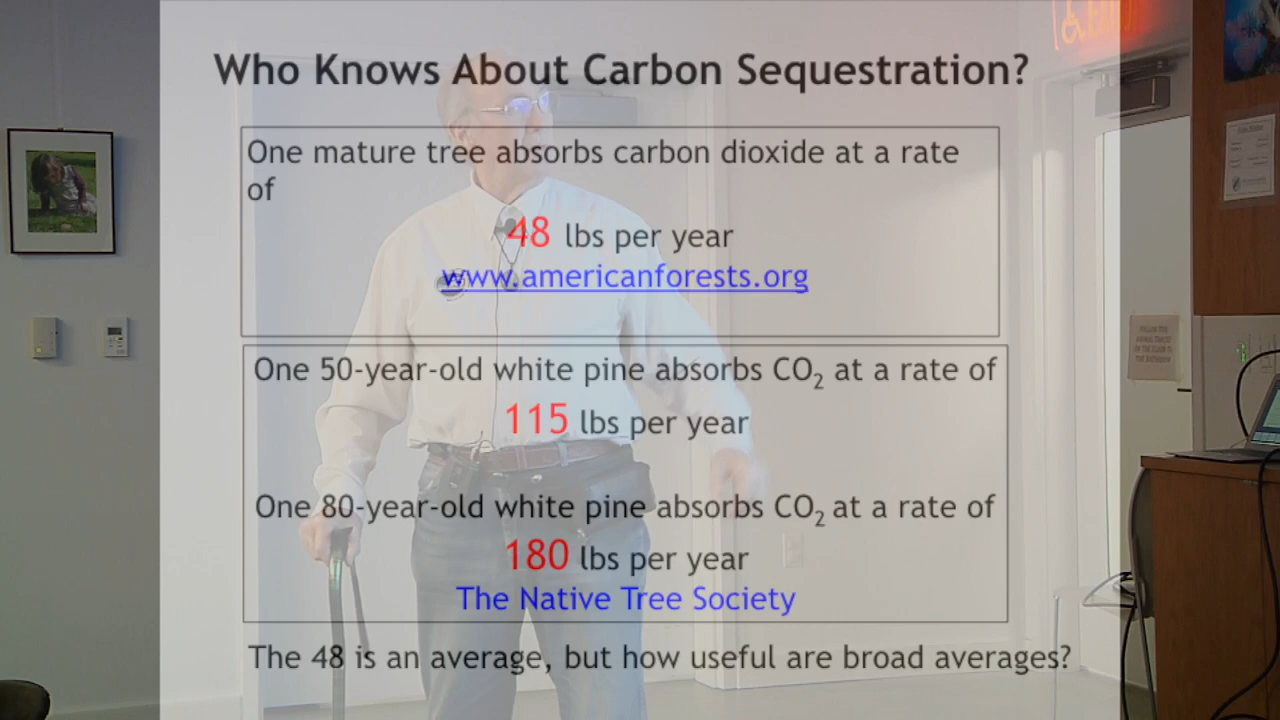 Who Knows About Carbon Sequestration?
One mature tree absorbs carbon dioxide at a rate
of
48 lbs per year
www.americanforests.org
One 50-year-old white pine absorbs CO₂ at a rate of
115 lbs per year
One 80-year-old white pine absorbs CO₂ at a rate of
180 lbs per year
The Native Tree Society
The 48 is an average, but how useful are broad averages?